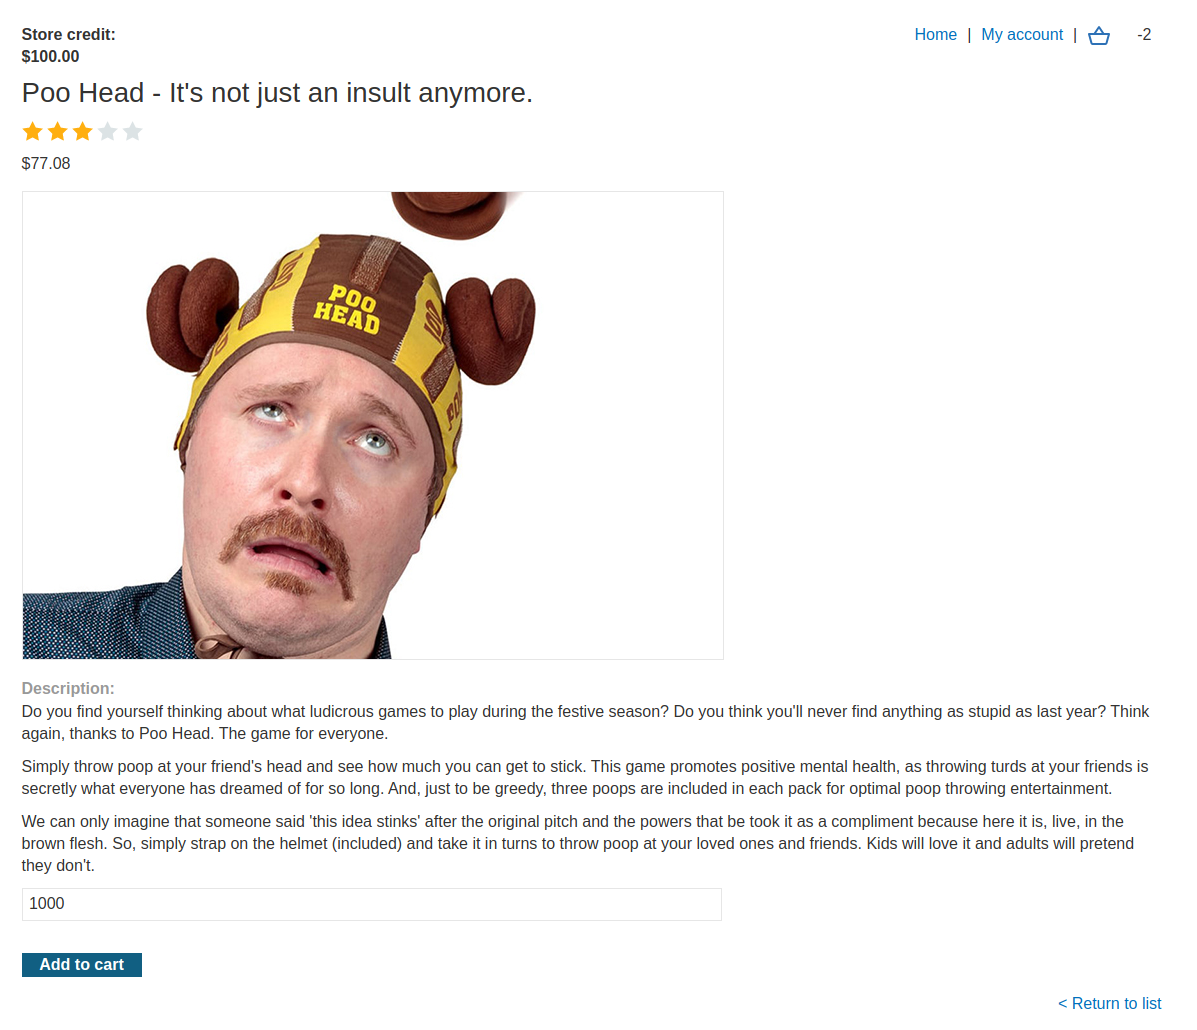 Store credit:
$100.00
Home | My account | -2
Poo Head - It's not just an insult anymore.
$77.08
POO
HEAD
Description:
Do you find yourself thinking about what ludicrous games to play during the festive season? Do you think you'll never find anything as stupid as last year? Think
again, thanks to Poo Head. The game for everyone.
Simply throw poop at your friend's head and see how much you can get to stick. This game promotes positive mental health, as throwing turds at your friends is
secretly what everyone has dreamed of for so long. And, just to be greedy, three poops are included in each pack for optimal poop throwing entertainment.
We can only imagine that someone said 'this idea stinks' after the original pitch and the powers that be took it as a compliment because here it is, live, in the
brown flesh. So, simply strap on the helmet (included) and take it in turns to throw poop at your loved ones and friends. Kids will love it and adults will pretend
they don't.
1000
Add to cart
< Return to list